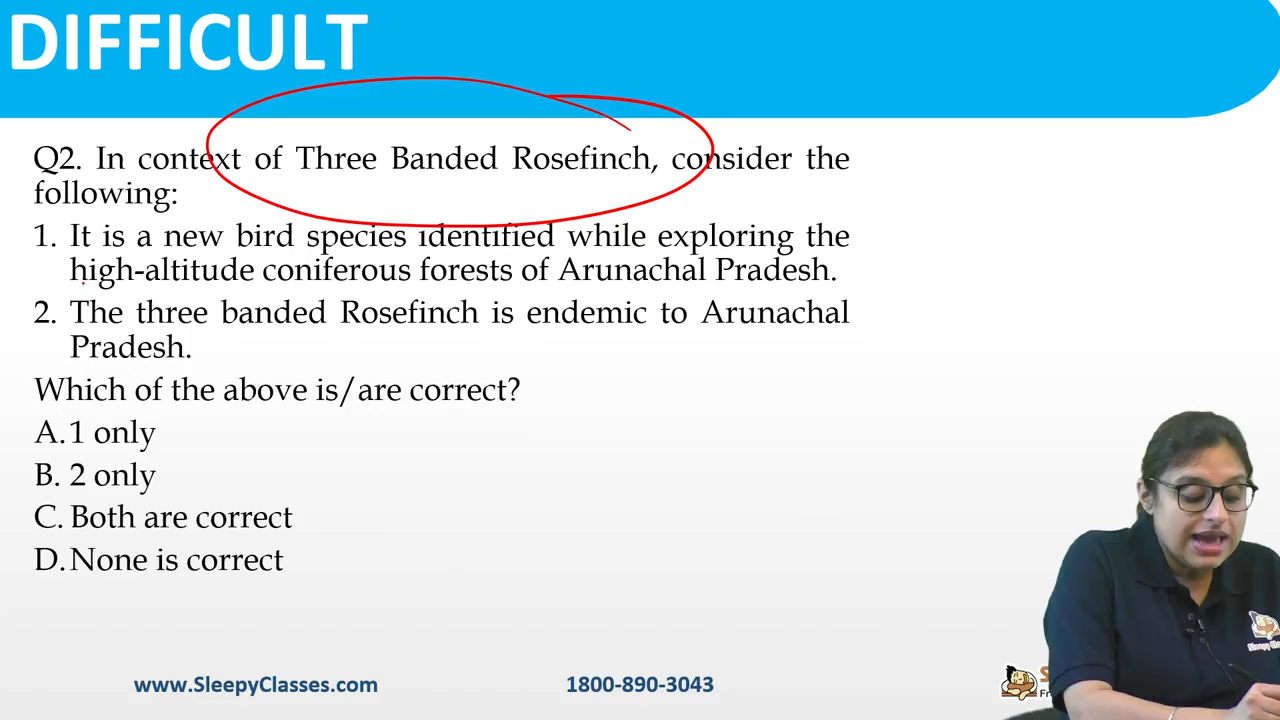 DIFFICULT
Q2. In context of Three Banded Rosefinch, consider the
following:
1. It is a new bird species identified while exploring the
high-altitude coniferous forests of Arunachal Pradesh.
2. The three banded Rosefinch is endemic to Arunachal
Pradesh.
Which of the above is/are correct?
A. 1 only
B. 2 only
C. Both are correct
D. None is correct
www.SleepyClasses.com
1800-890-3043